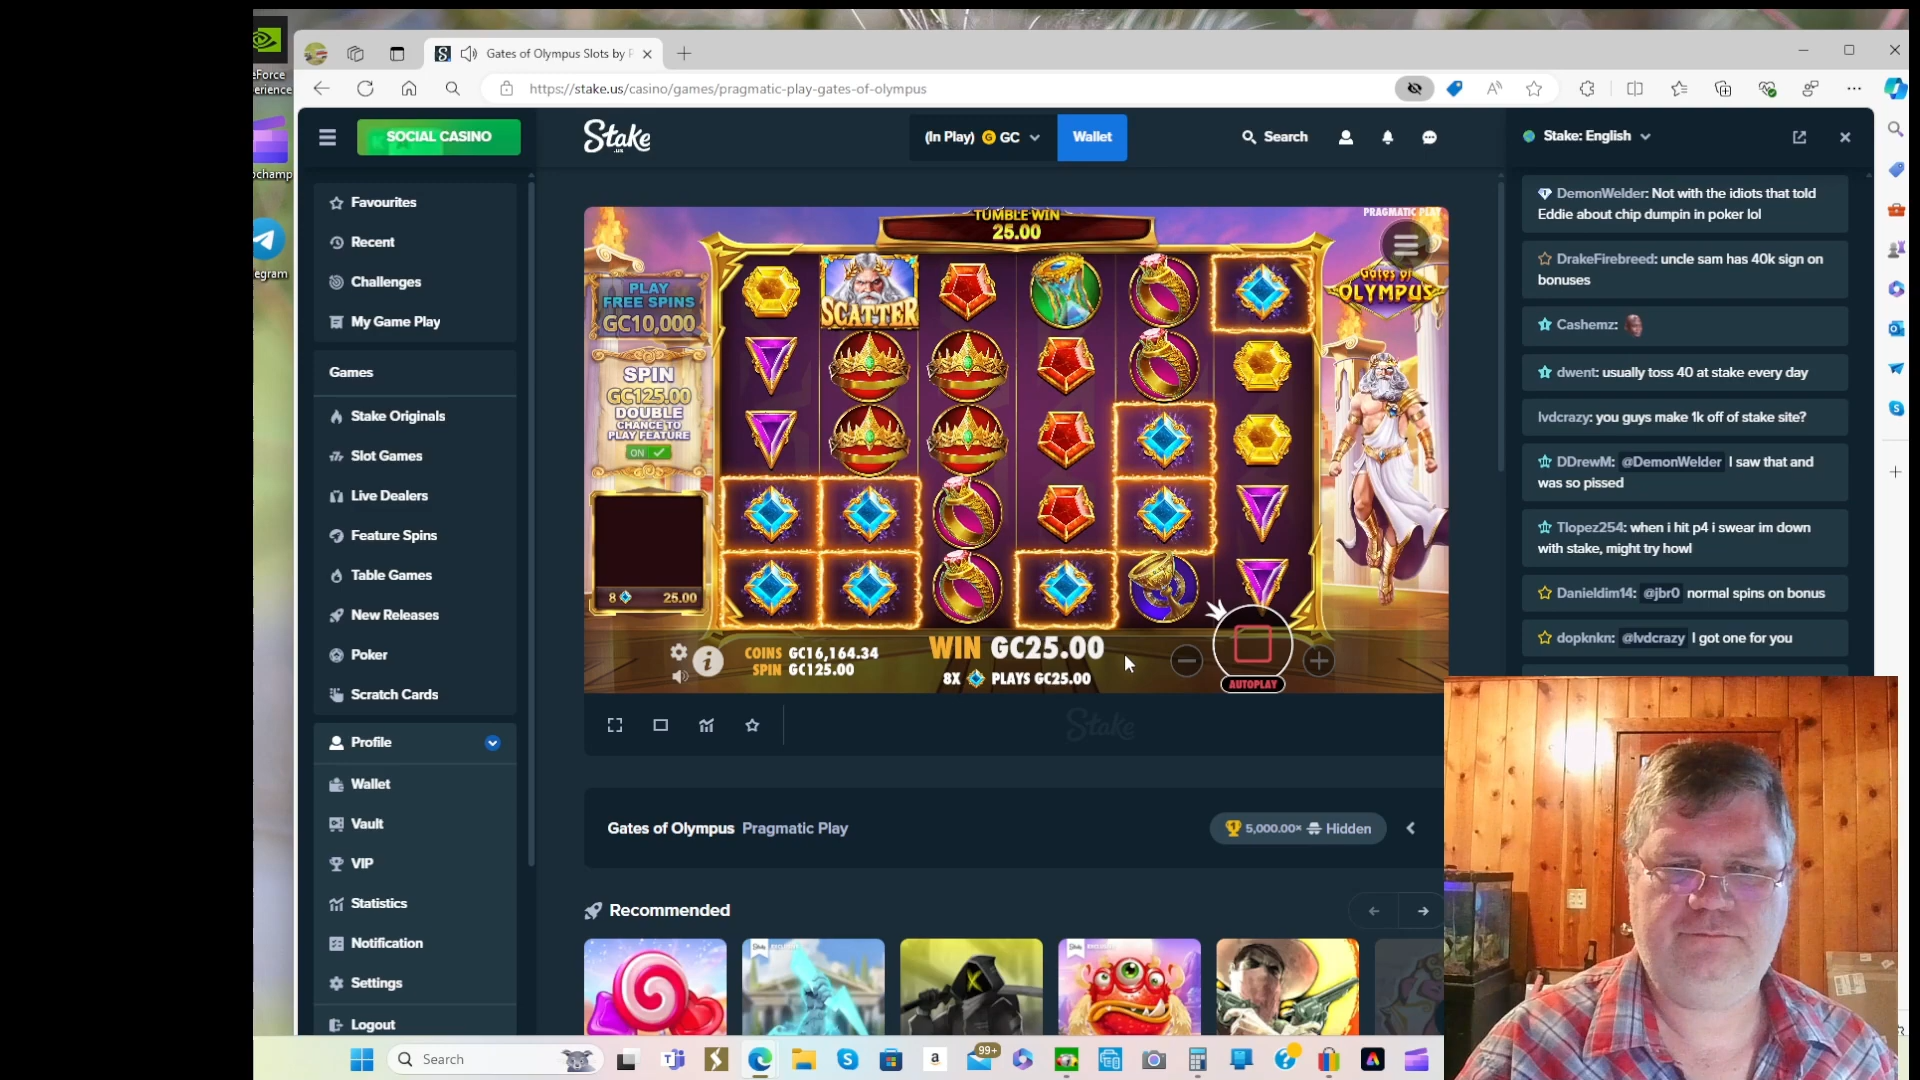 eForce
erience
ochamp
egram
Gates of Olympus Slots by P
https://stake.us/casino/games/pragmatic-play-gates-of-olympus
SOCIAL CASINO
Stake
.US
(In Play) GC
Wallet
Search
Stake: English
Favourites
Recent
Challenges
My Game Play
Games
Stake Originals
Slot Games
Live Dealers
Feature Spins
Table Games
New Releases
Poker
Scratch Cards
Profile
Wallet
Vault
VIP
Statistics
Notification
Settings
Logout
TUMBLE WIN
25.00
PRAGMATIC PLAY
PLAY
FREE SPINS
GC10,000
SPIN
GC125.00
DOUBLE
CHANCE TO
PLAY FEATURE
ON
8 25.00
SCATTER
Gates of
OLYMPUS
COINS GC16,164.34
SPIN GC125.00
WIN GC25.00
8X PLAYS GC25.00
AUTOPLAY
Stake
Gates of Olympus Pragmatic Play
5,000.00× Hidden
Recommended
DemonWelder: Not with the idiots that told
Eddie about chip dumpin in poker lol
DrakeFirebreed: uncle sam has 40k sign on
bonuses
Cashemz:
dwent: usually toss 40 at stake every day
lvdcrazy: you guys make 1k off of stake site?
DDrewM: @DemonWelder I saw that and
was so pissed
Tlopez254: when i hit p4 i swear im down
with stake, might try howl
Danieldim14: @jbr0 normal spins on bonus
dopknkn: @lvdcrazy I got one for you
Search
99+